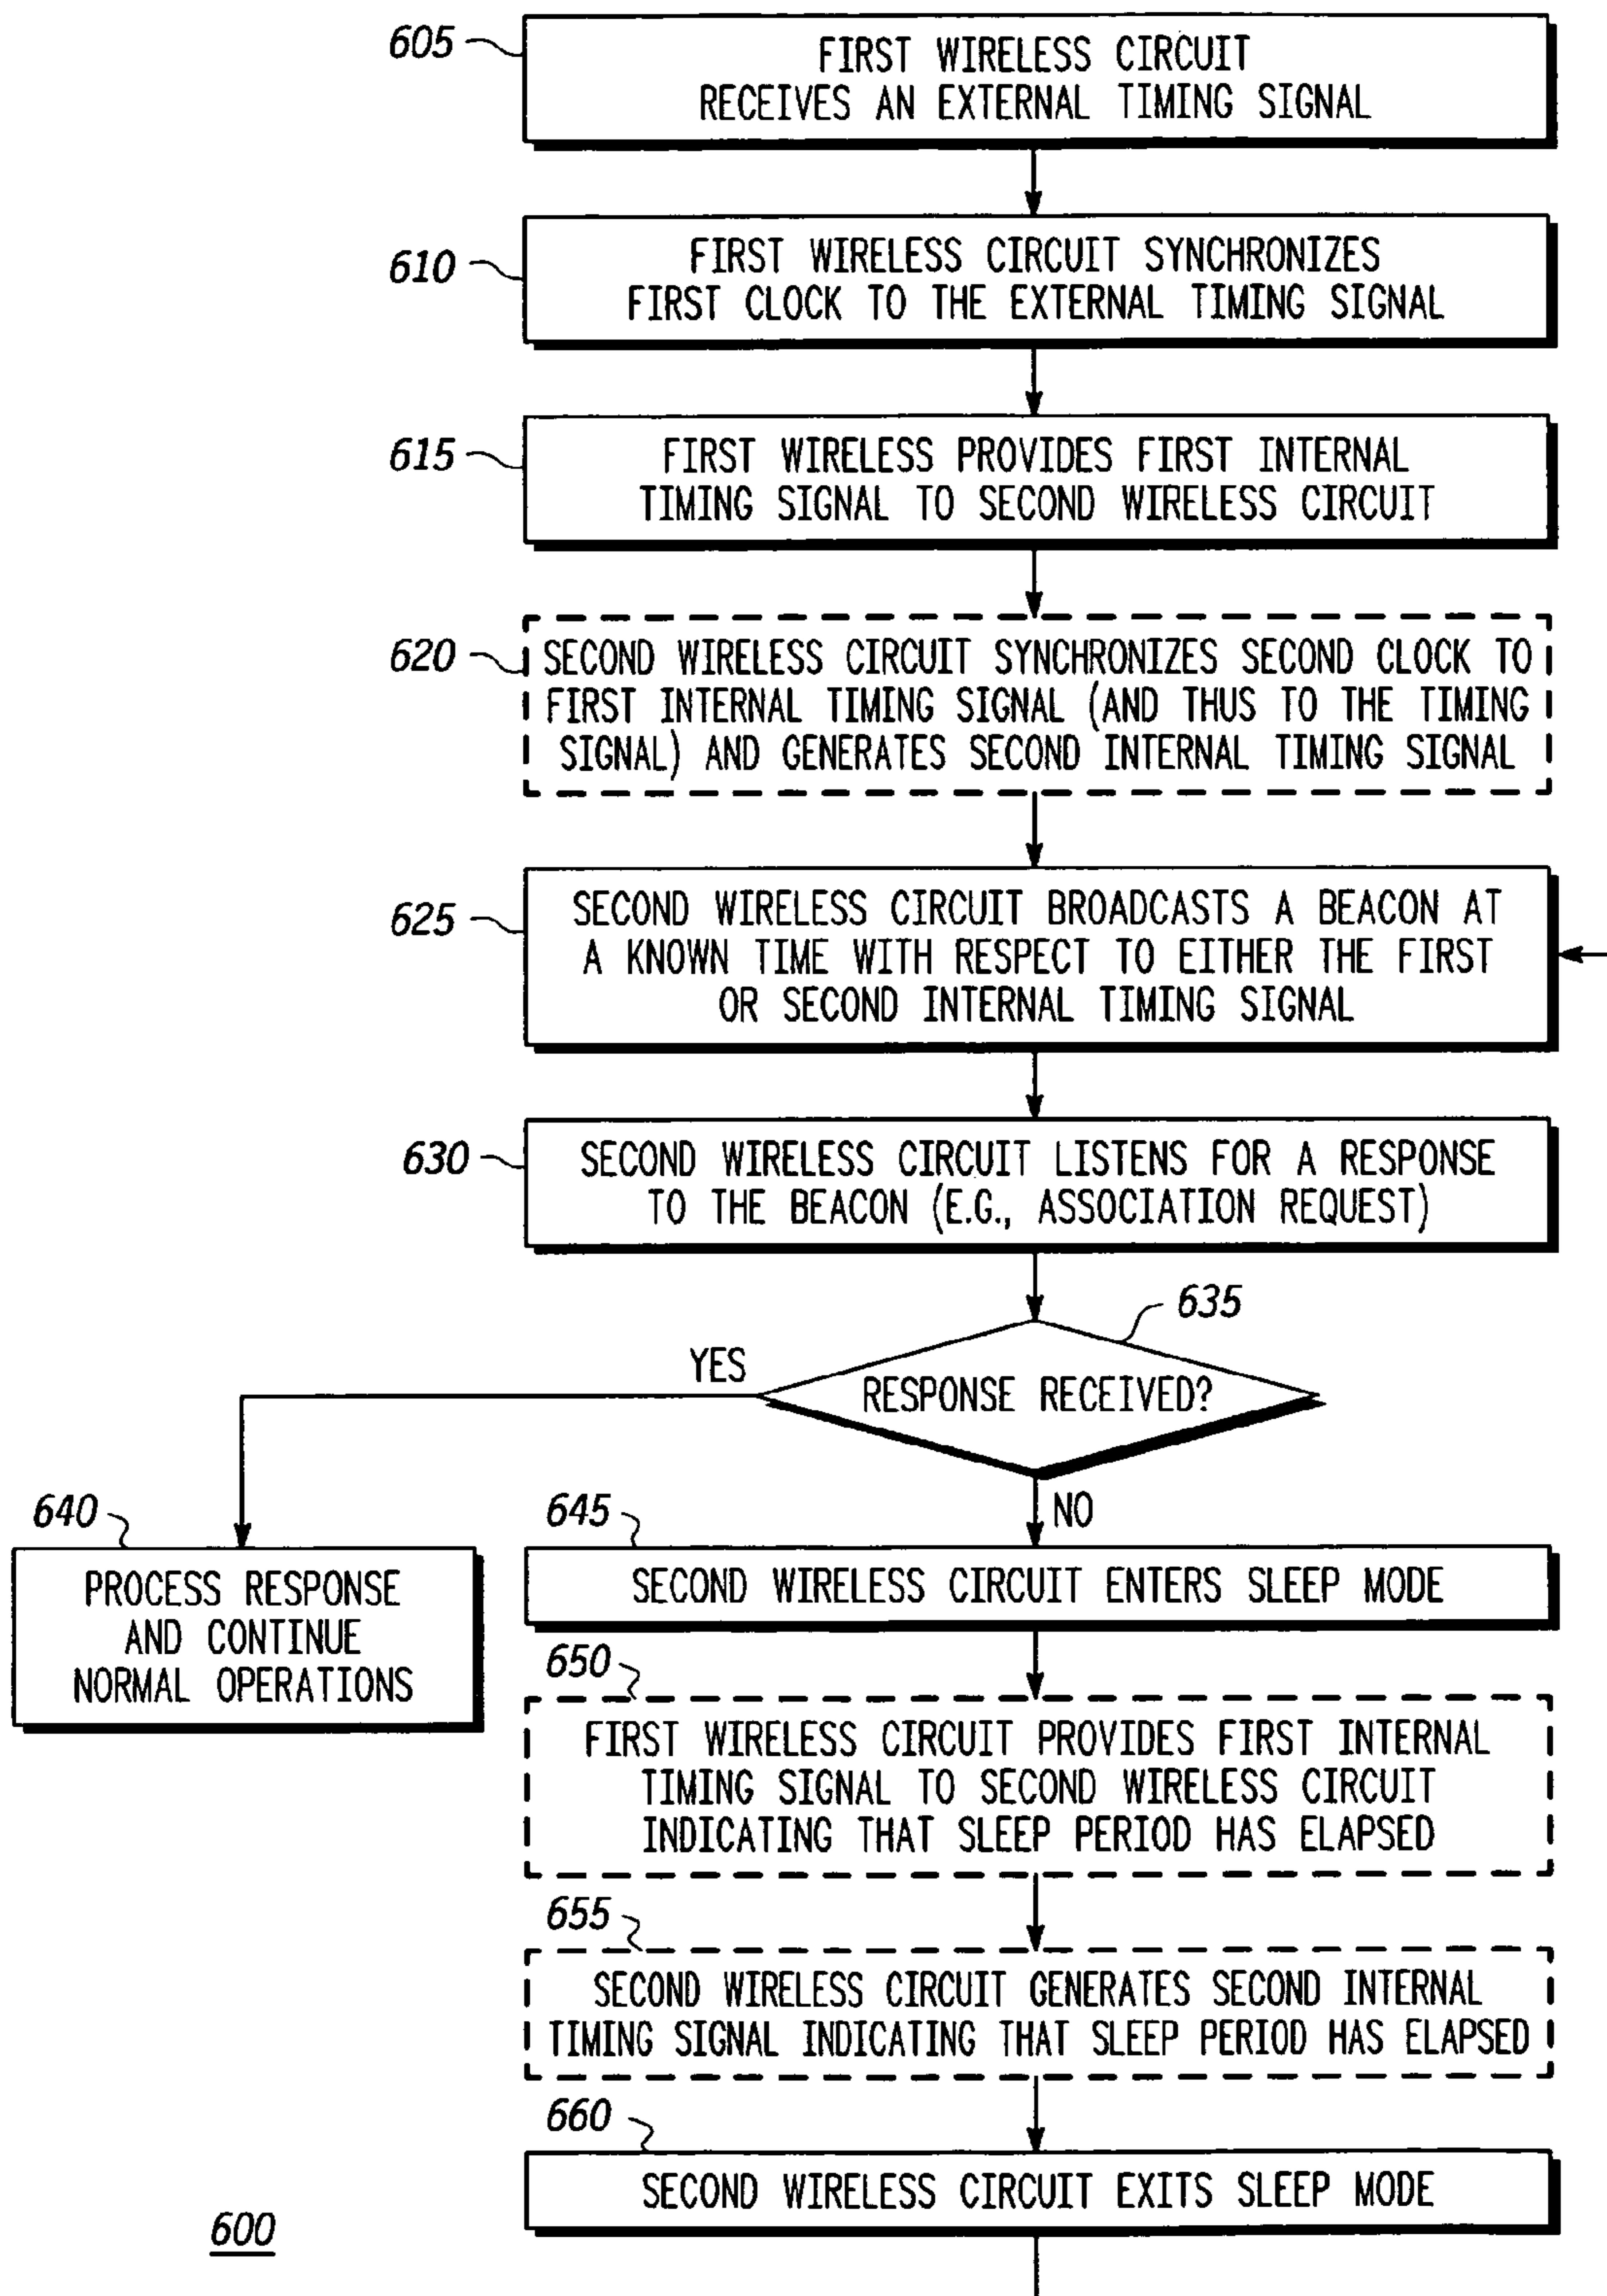 605
FIRST WIRELESS CIRCUIT
RECEIVES AN EXTERNAL TIMING SIGNAL
610
FIRST WIRELESS CIRCUIT SYNCHRONIZES
FIRST CLOCK TO THE EXTERNAL TIMING SIGNAL
615
FIRST WIRELESS PROVIDES FIRST INTERNAL
TIMING SIGNAL TO SECOND WIRELESS CIRCUIT
620
SECOND WIRELESS CIRCUIT SYNCHRONIZES SECOND CLOCK TO
FIRST INTERNAL TIMING SIGNAL (AND THUS TO THE TIMING
SIGNAL) AND GENERATES SECOND INTERNAL TIMING SIGNAL
625
SECOND WIRELESS CIRCUIT BROADCASTS A BEACON AT
A KNOWN TIME WITH RESPECT TO EITHER THE FIRST
OR SECOND INTERNAL TIMING SIGNAL
630
SECOND WIRELESS CIRCUIT LISTENS FOR A RESPONSE
TO THE BEACON (E.G., ASSOCIATION REQUEST)
635
RESPONSE RECEIVED?
YES
NO
640
PROCESS RESPONSE
AND CONTINUE
NORMAL OPERATIONS
645
SECOND WIRELESS CIRCUIT ENTERS SLEEP MODE
650
FIRST WIRELESS CIRCUIT PROVIDES FIRST INTERNAL
TIMING SIGNAL TO SECOND WIRELESS CIRCUIT
INDICATING THAT SLEEP PERIOD HAS ELAPSED
655
SECOND WIRELESS CIRCUIT GENERATES SECOND INTERNAL
TIMING SIGNAL INDICATING THAT SLEEP PERIOD HAS ELAPSED
660
SECOND WIRELESS CIRCUIT EXITS SLEEP MODE
600